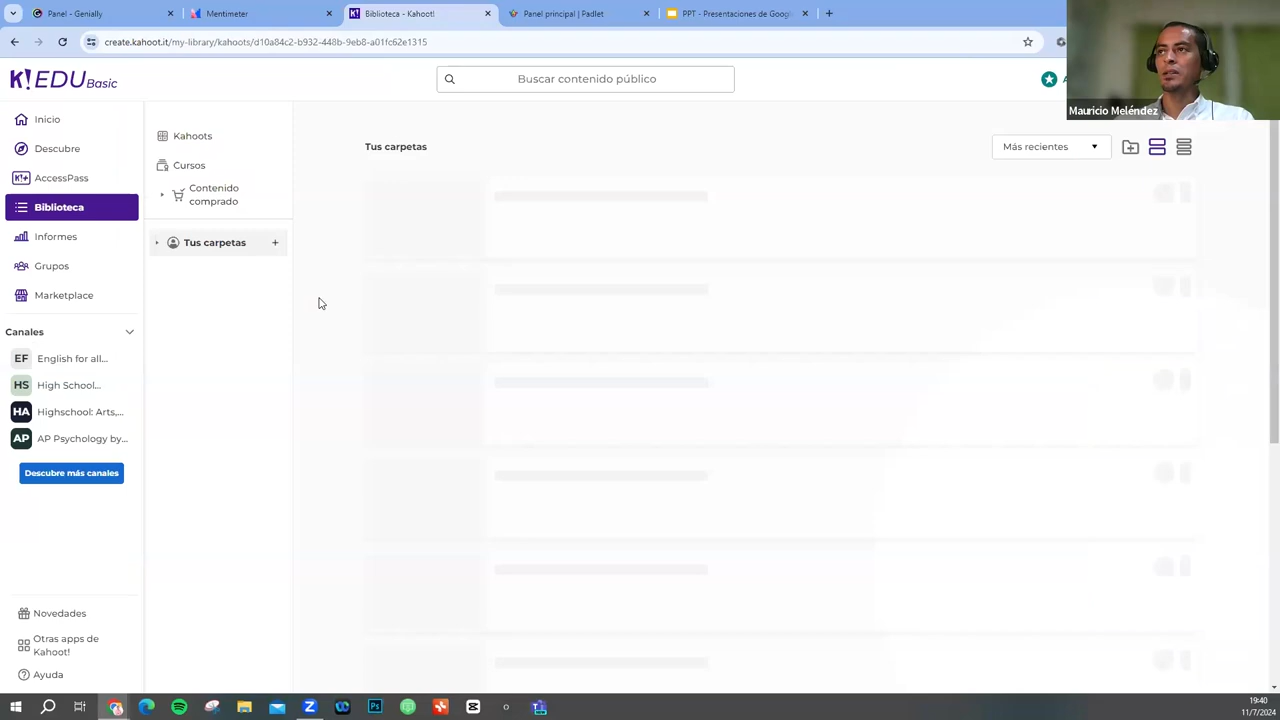 Panel - Genially
Mentimeter
Biblioteca - Kahoot!
Panel principal | Padlet
PPT - Presentaciones de Googl
create.kahoot.it/my-library/kahoots/d10a84c2-b932-448b-9eb8-a01fc62e1315
K! EDU Basic
Buscar contenido público
Mauricio Meléndez
Inicio
Descubre
AccessPass
Biblioteca
Informes
Grupos
Marketplace
Canales
EF English for all...
HS High School...
HA Highschool: Arts,...
AP AP Psychology by...
Descubre más canales
Novedades
Otras apps de
Kahoot!
Ayuda
Kahoots
Cursos
Contenido
comprado
Tus carpetas +
Tus carpetas
Más recientes
19:40
11/7/2024